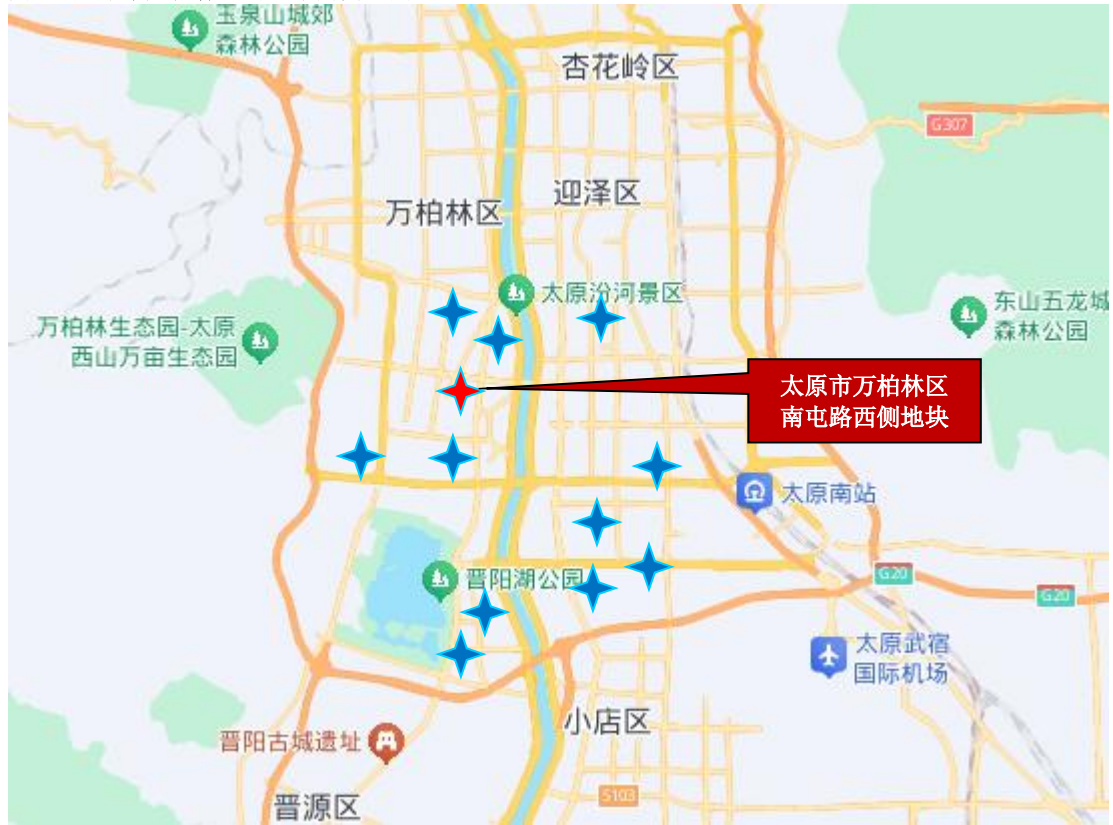 玉泉山城郊
森林公园
杏花岭区
G307
迎泽区
万柏林区
太原汾河景区
东山五龙城
森林公园
万柏林生态园-太原
西山万亩生态园
太原市万柏林区
南屯路西侧地块
太原南站
晋阳湖公园
G20
G20
太原武宿
国际机场
小店区
晋阳古城遗址
S103
晋源区